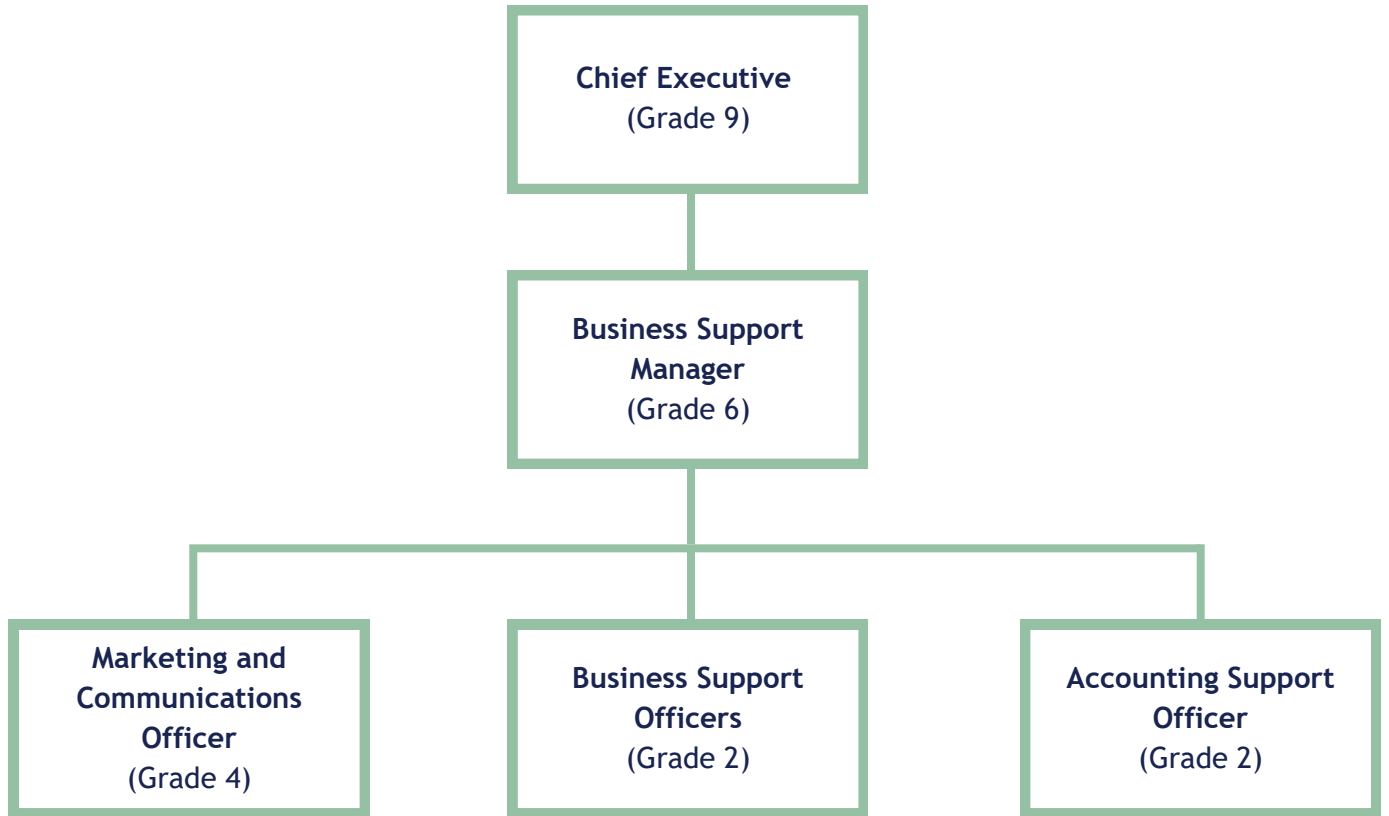 Chief Executive
(Grade 9)
Business Support
Manager
(Grade 6)
Marketing and
Communications
Officer
(Grade 4)
Business Support
Officers
(Grade 2)
Accounting Support
Officer
(Grade 2)